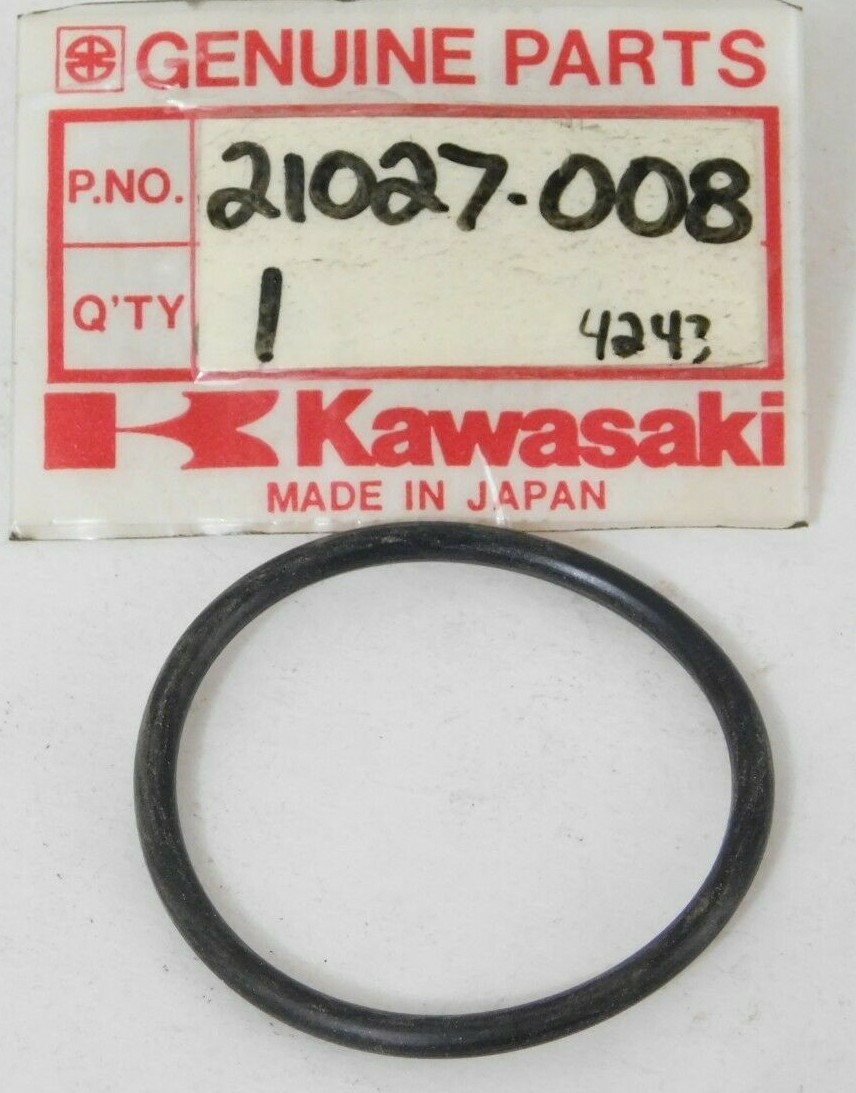 GENUINE PARTS
P.NO. 21027-008
Q'TY 1 4243
Kawasaki
MADE IN JAPAN